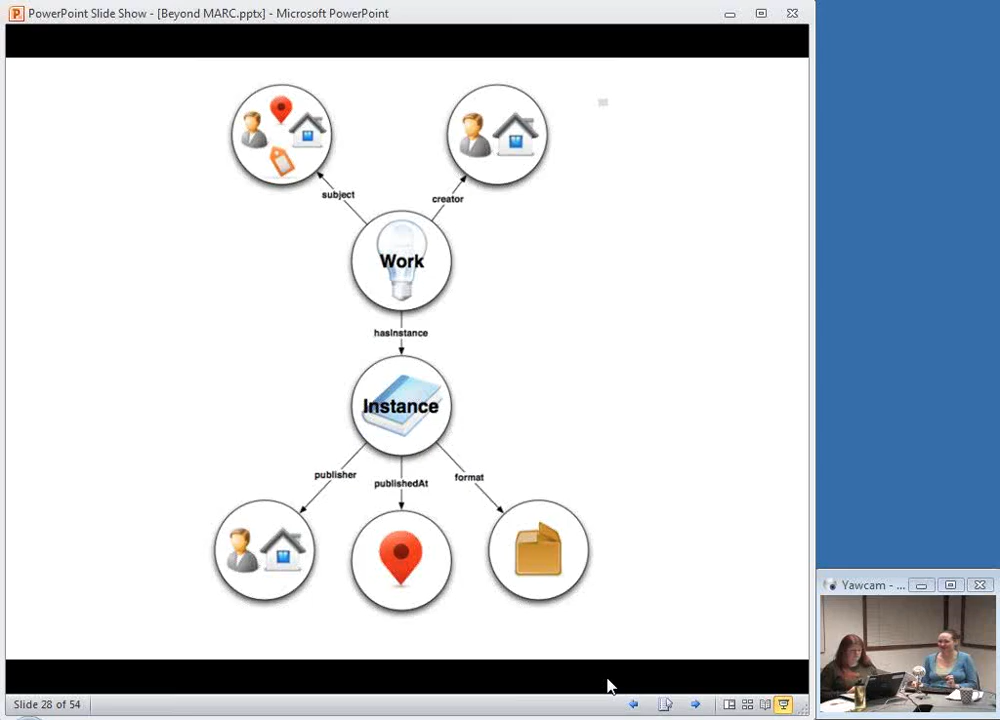 PowerPoint Slide Show - [Beyond MARC.pptx] - Microsoft PowerPoint
subject
creator
Work
hasInstance
Instance
publisher
publishedAt
format
Yawcam - ...
Slide 28 of 54